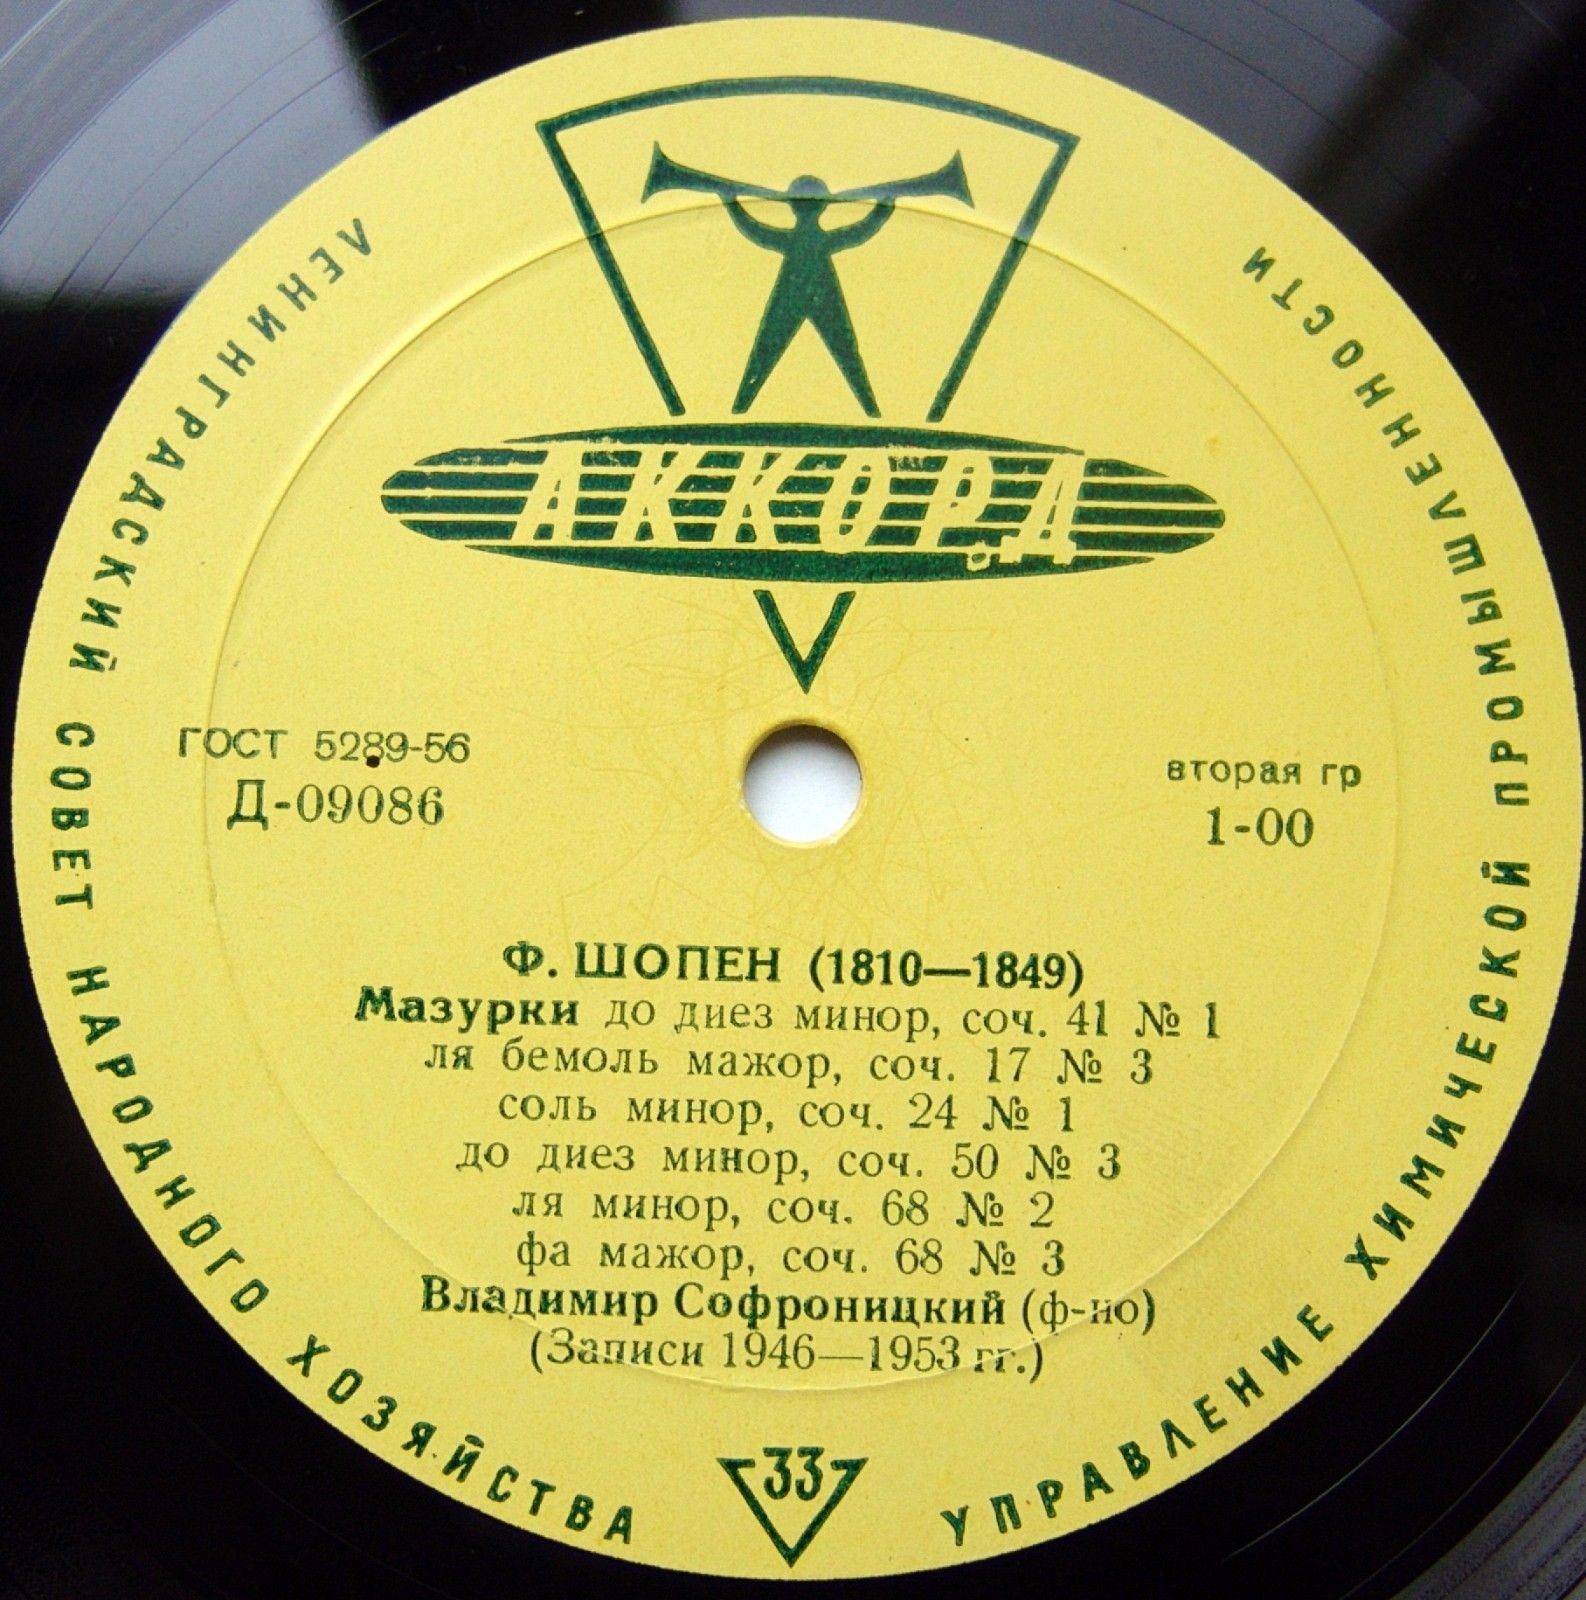 ЛЕНИНГРАДСКИЙ СОВЕТ НАРОДНОГО ХОЗЯЙСТВА
УПРАВЛЕНИЕ ХИМИЧЕСКОЙ ПРОМЫШЛЕННОСТИ
АККОРД
ГОСТ 5289-56
Д-09086
вторая гр
1-00
Ф. ШОПЕН (1810—1849)
Мазурки до диез минор, соч. 41 № 1
ля бемоль мажор, соч. 17 № 3
соль минор, соч. 24 № 1
до диез минор, соч. 50 № 3
ля минор, соч. 68 № 2
фа мажор, соч. 68 № 3
Владимир Софроницкий (ф-но)
(Записи 1946—1953 гг.)
33